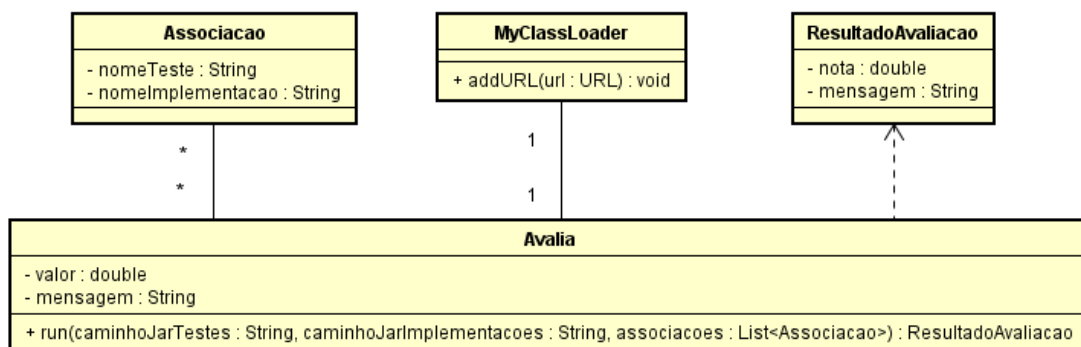 Associacao
- nomeTeste : String
- nomeImplementacao : String
MyClassLoader
+ addURL(url : URL) : void
ResultadoAvaliacao
- nota : double
- mensagem : String
*
*
1
1
Avalia
- valor : double
- mensagem : String
+ run(caminhoJarTestes : String, caminhoJarImplementacoes : String, associacoes : List<Associacao>) : ResultadoAvaliacao